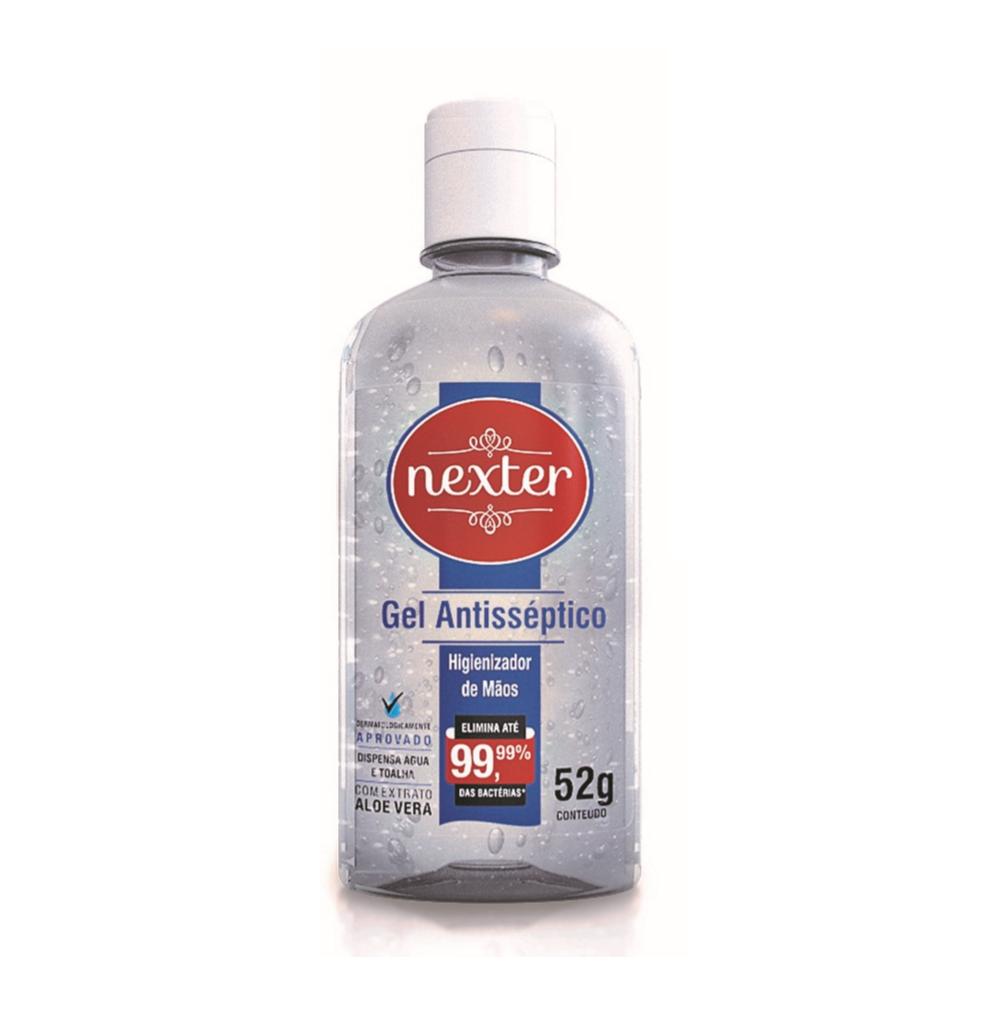 nexter
Gel Antisséptico
Higienizador
de Mãos
DERMATOLOGICAMENTE
APROVADO
DISPENSA ÁGUA
E TOALHA
COM EXTRATO
ALOE VERA
ELIMINA ATÉ
99,99%
DAS BACTÉRIAS*
52g
CONTEÚDO